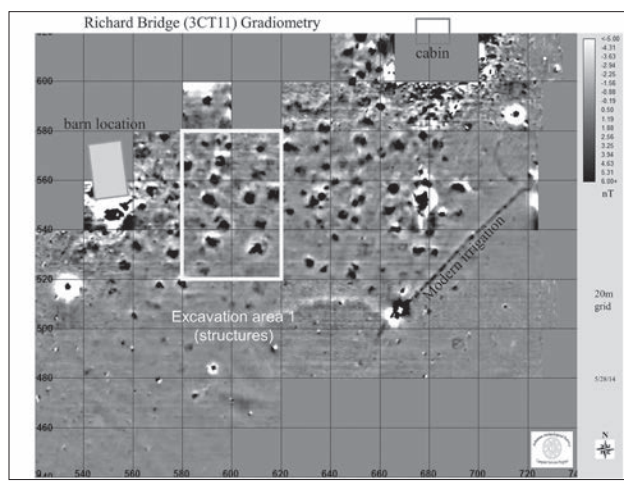 Richard Bridge (3CT11) Gradiometry
cabin
barn location
Excavation area 1
(structures)
Modern irrigation
<-5.00
-4.31
-3.63
-2.94
-2.25
-1.56
-0.88
-0.19
0.50
1.19
1.88
2.56
3.25
3.94
4.63
5.31
6.00+
nT
20m
grid
5/28/14
N
620
600
580
560
540
520
500
480
460
540 560 580 600 620 640 660 680 700 720 740